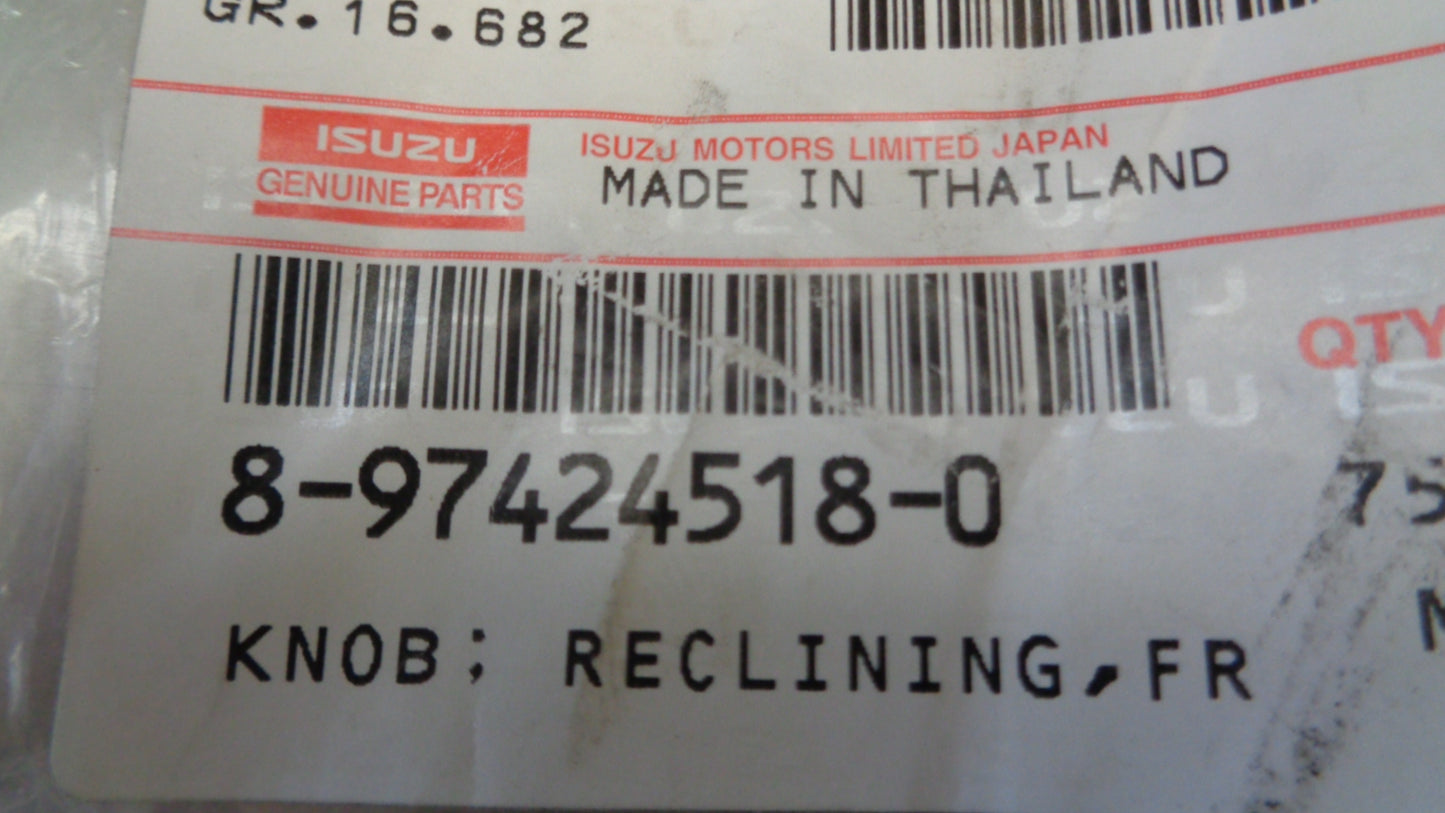 GR.16.682
ISUZU
GENUINE PARTS
ISUZU MOTORS LIMITED JAPAN
MADE IN THAILAND
QTY
8-97424518-0
75
KNOB; RECLINING,FR